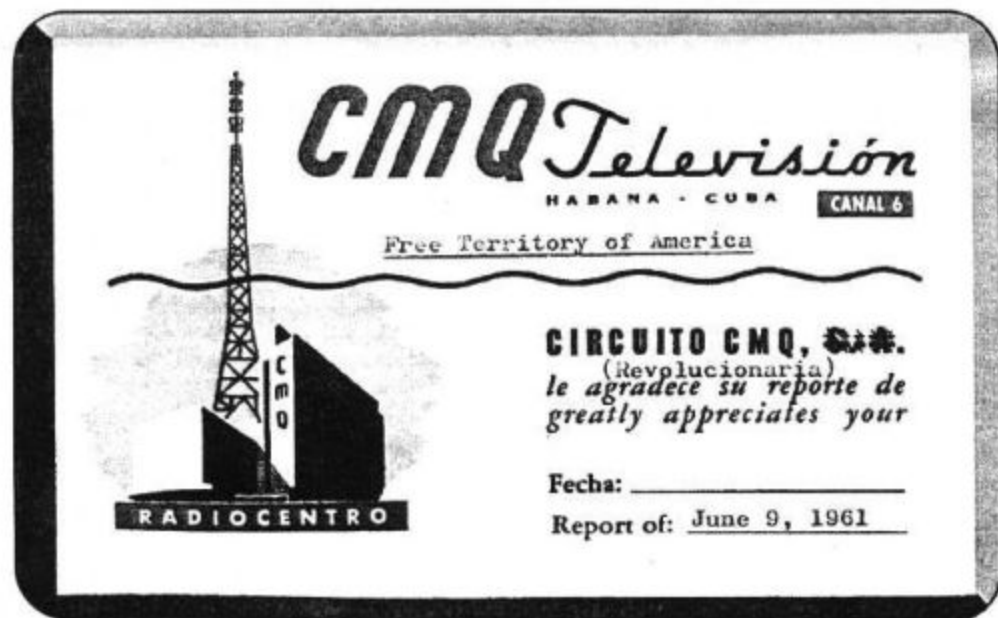 CMQ Televisión
HABANA - CUBA
CANAL 6
Free Territory of America
CMQ
CIRCUITO CMQ, S.A.
(Revolucionaria)
le agradece su reporte de
greatly appreciates your
Fecha:
Report of: June 9, 1961
RADIOCENTRO